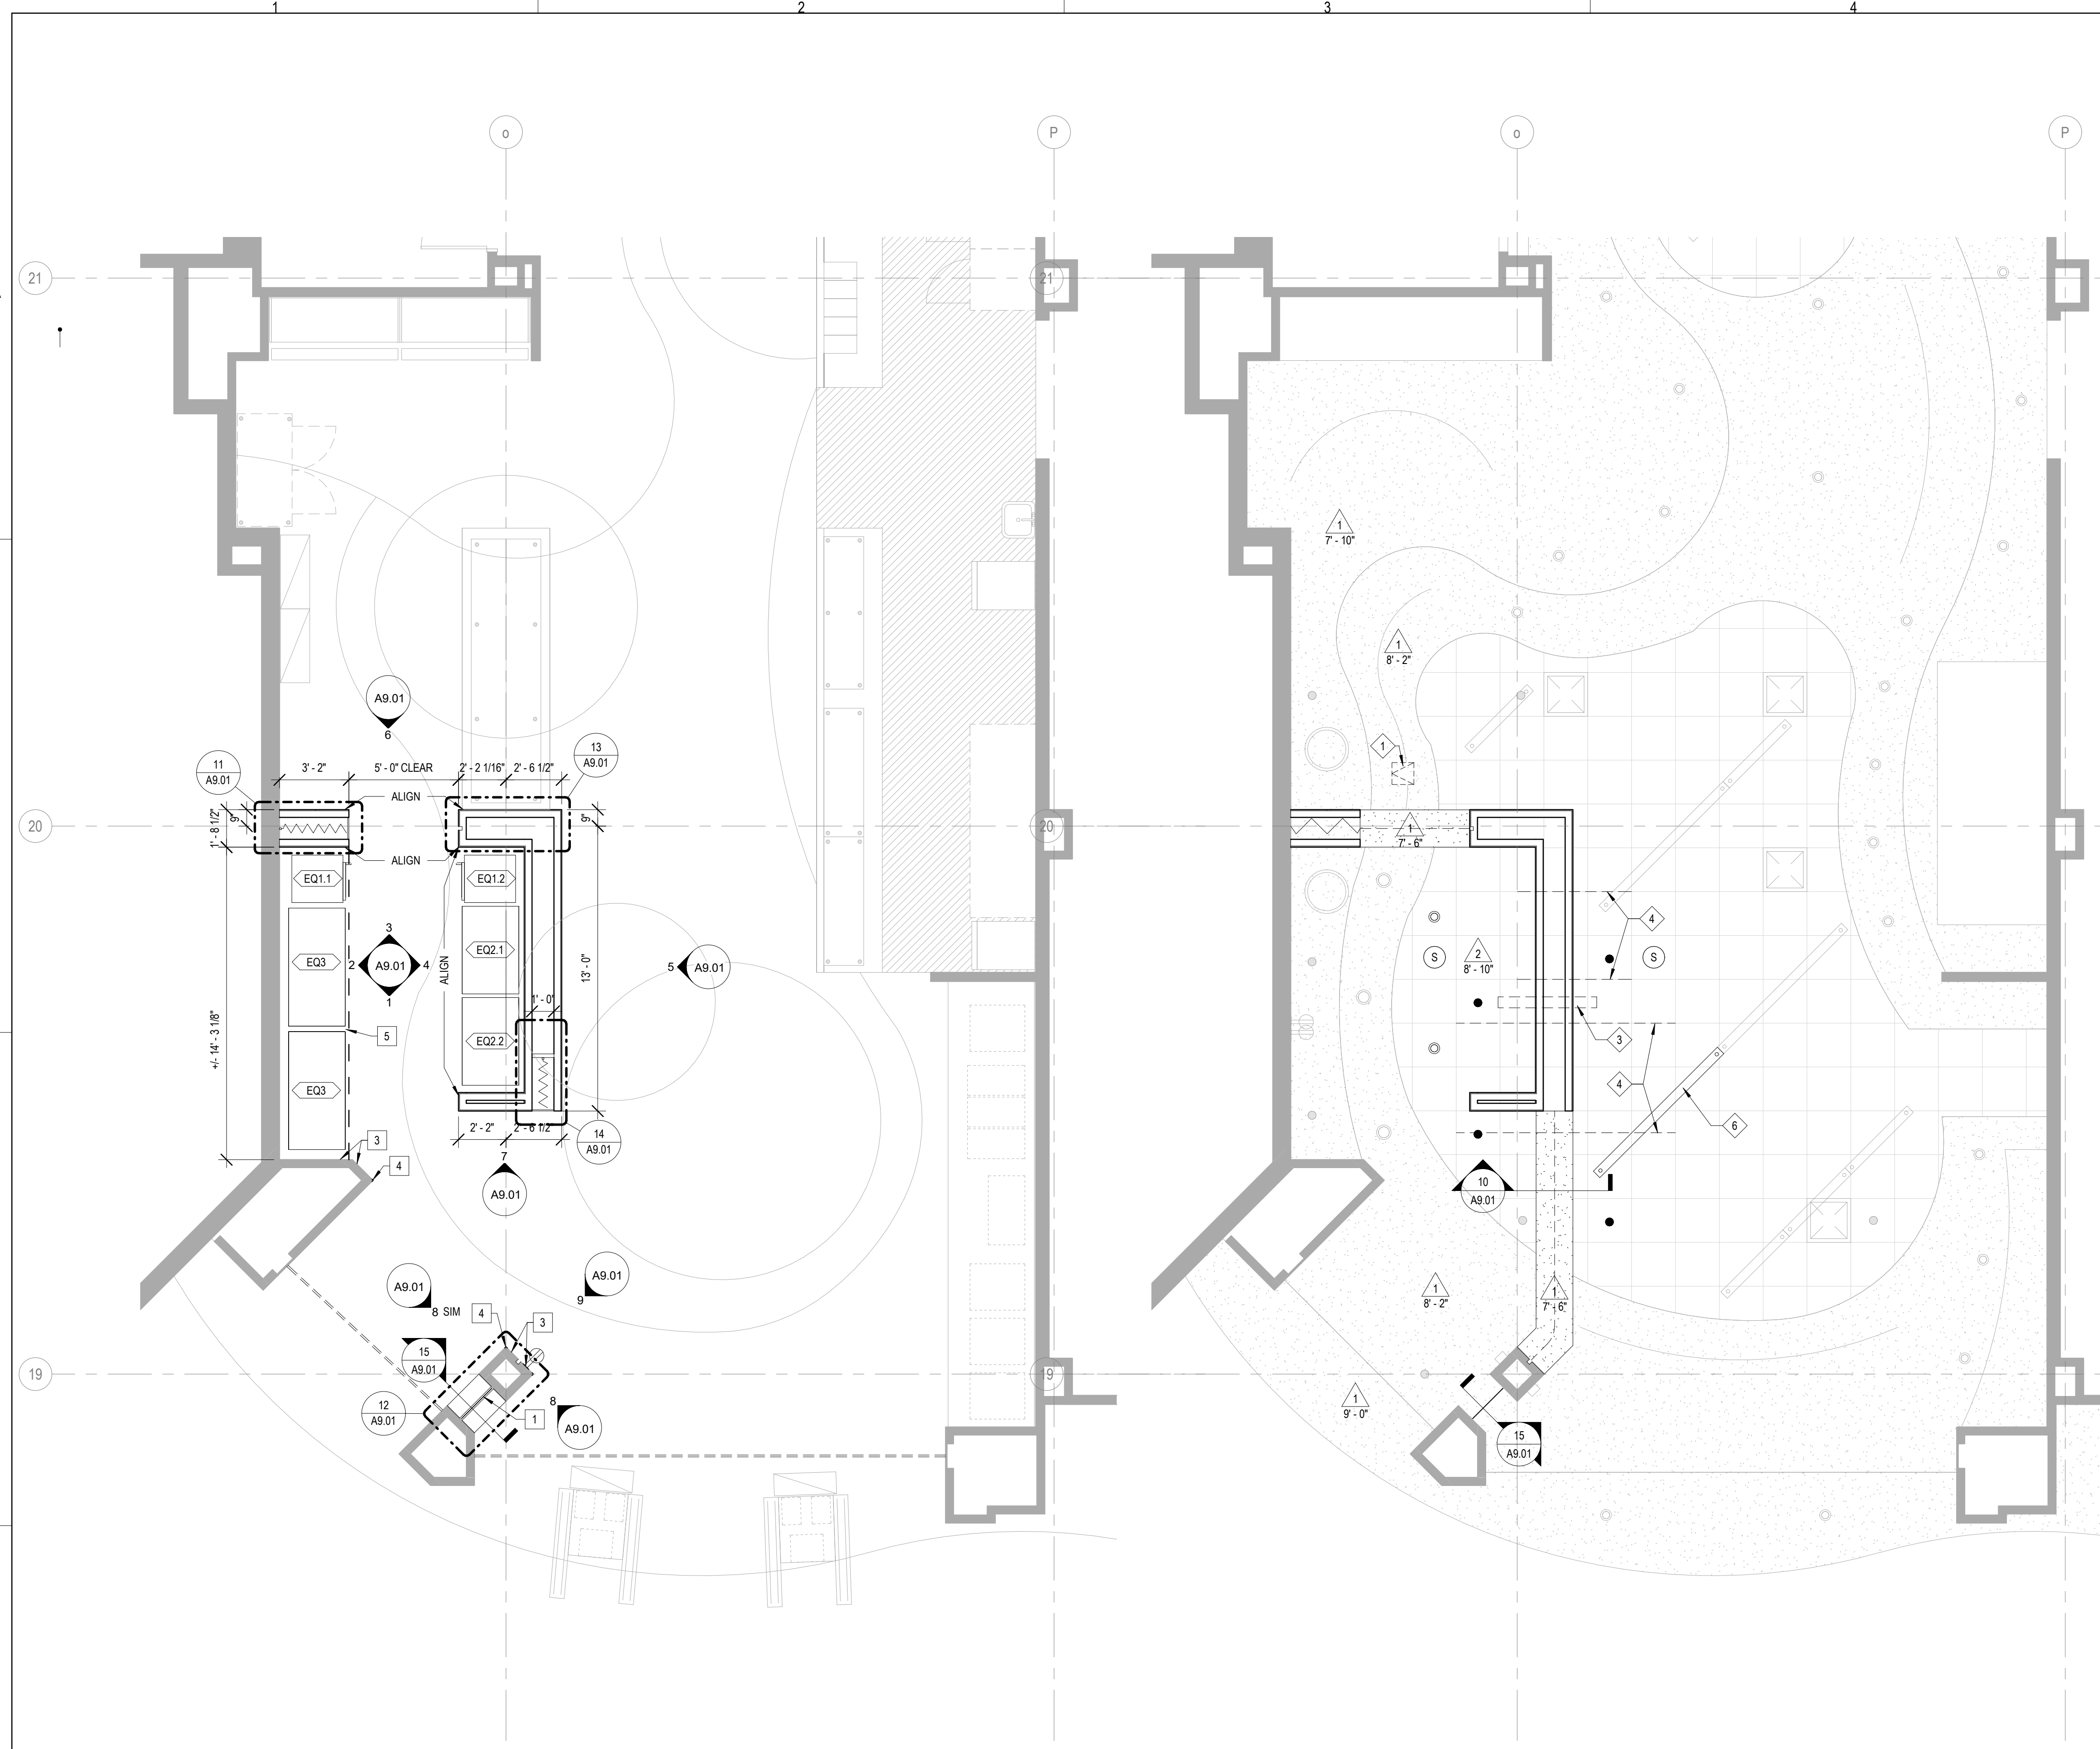 1 2 3 4
o P o P
21 21
A9.01
6
13
A9.01
11
A9.01
3' - 2" 5' - 0" CLEAR 2' - 2 1/16" 2' - 6 1/2"
ALIGN
1' - 8 1/2"
9"
9"
20 20
ALIGN
EQ1.1 EQ1.2
3
2 A9.01 4
1
EQ3 EQ2.1
ALIGN
5 A9.01
13' - 0"
1' - 0"
+/- 14' - 3 1/8"
5
EQ2.2
EQ3
2' - 2" 2' - 6 1/2"
14
A9.01
3
4
7
A9.01
A9.01
8 SIM
A9.01
9
4
3
15
A9.01
19 19
12
A9.01
1
8
A9.01
1
7' - 10"
1
8' - 2"
1
1
7' - 6"
4
S
2
8' - 10"
S
3
4
6
10
A9.01
1
8' - 2"
1
7' - 6"
1
9' - 0"
15
A9.01